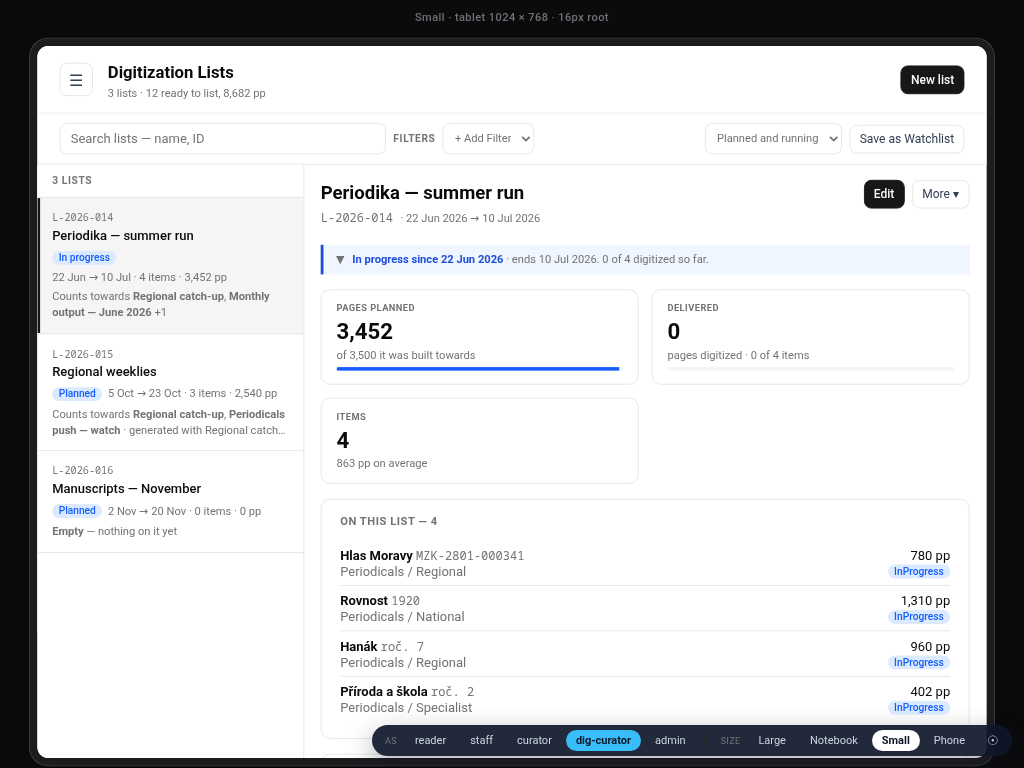 Small · tablet 1024 × 768 · 16px root
☰
Digitization Lists
3 lists · 12 ready to list, 8,682 pp
New list
Search lists — name, ID
FILTERS
+ Add Filter
Planned and running
Save as Watchlist
3 LISTS
L-2026-014
Periodika — summer run
In progress
22 Jun → 10 Jul · 4 items · 3,452 pp
Counts towards Regional catch-up, Monthly
output — June 2026 +1
L-2026-015
Regional weeklies
Planned 5 Oct → 23 Oct · 3 items · 2,540 pp
Counts towards Regional catch-up, Periodicals
push — watch · generated with Regional catch…
L-2026-016
Manuscripts — November
Planned 2 Nov → 20 Nov · 0 items · 0 pp
Empty — nothing on it yet
Periodika — summer run
Edit
More ▾
L-2026-014 · 22 Jun 2026 → 10 Jul 2026
▼ In progress since 22 Jun 2026 · ends 10 Jul 2026. 0 of 4 digitized so far.
PAGES PLANNED
3,452
of 3,500 it was built towards
DELIVERED
0
pages digitized · 0 of 4 items
ITEMS
4
863 pp on average
ON THIS LIST — 4
Hlas Moravy MZK-2801-000341 780 pp
Periodicals / Regional InProgress
Rovnost 1920 1,310 pp
Periodicals / National InProgress
Hanák roč. 7 960 pp
Periodicals / Regional InProgress
Příroda a škola roč. 2 402 pp
Periodicals / Specialist InProgress
AS reader staff curator dig-curator admin SIZE Large Notebook Small Phone